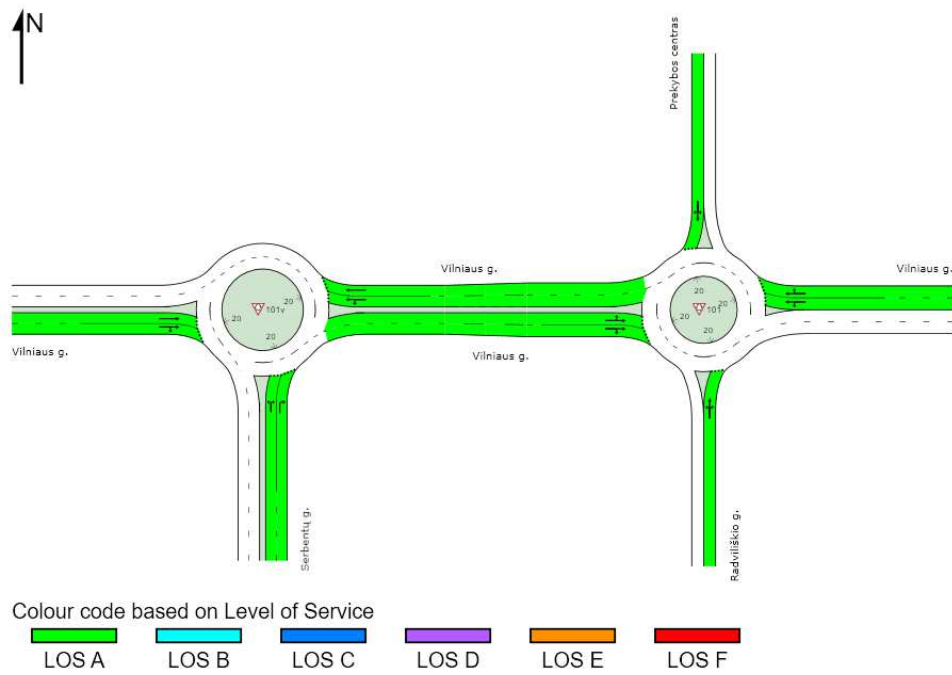 N
Prekybos centras
Vilniaus g.
Vilniaus g.
20
20
20
101v
20
20
20
101
Vilniaus g.
Vilniaus g.
Serbentų g.
Radviliškio g.
Colour code based on Level of Service
LOS A
LOS B
LOS C
LOS D
LOS E
LOS F